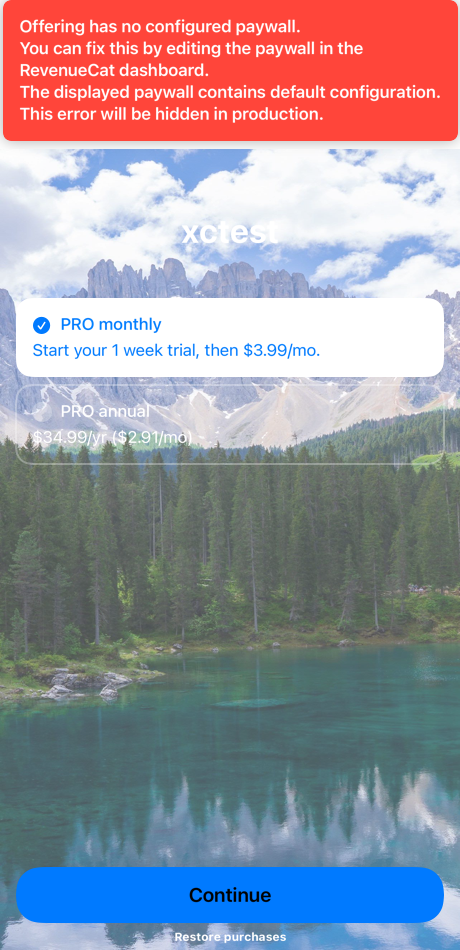 Offering has no configured paywall.
You can fix this by editing the paywall in the
RevenueCat dashboard.
The displayed paywall contains default configuration.
This error will be hidden in production.
xctest
PRO monthly
Start your 1 week trial, then $3.99/mo.
PRO annual
$34.99/yr ($2.91/mo)
Continue
Restore purchases